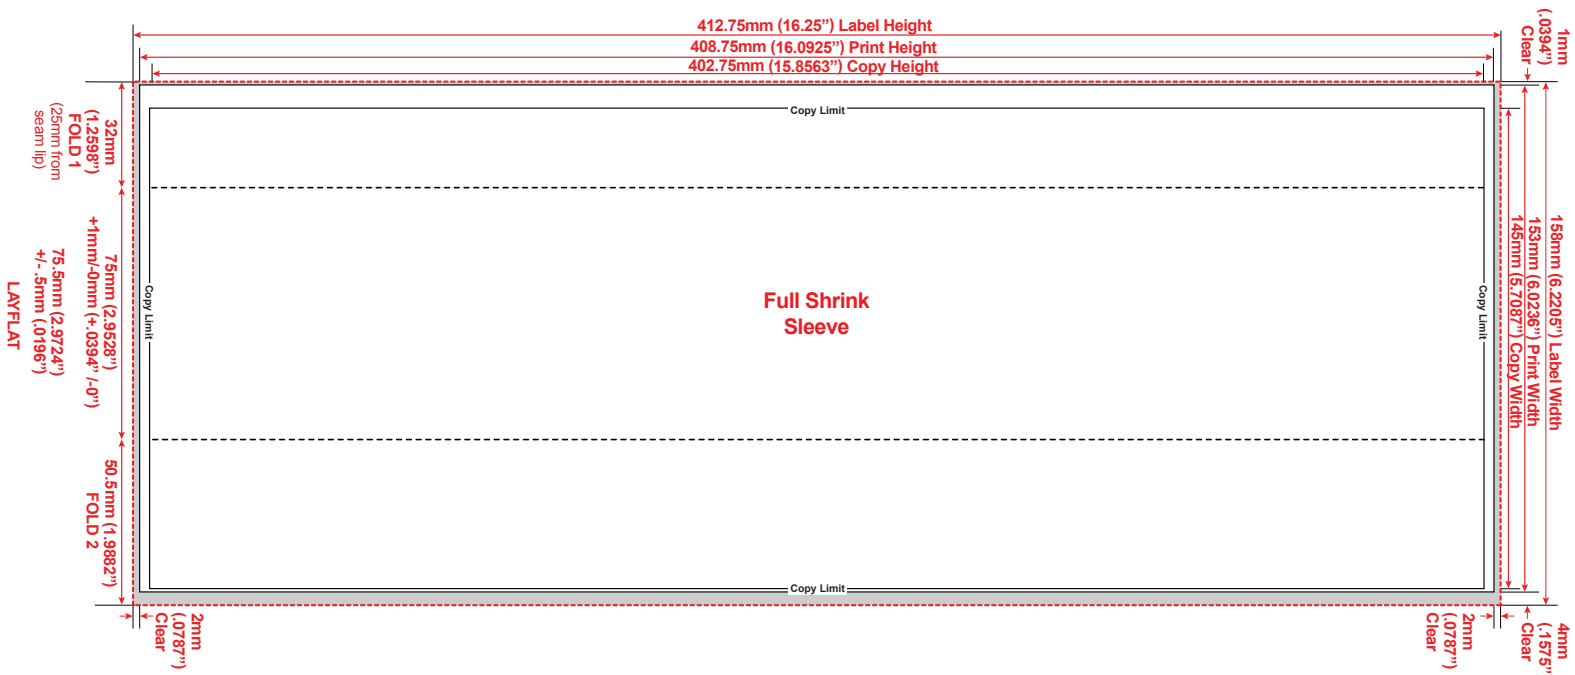 412.75mm (16.25”) Label Height
408.75mm (16.0925”) Print Height
402.75mm (15.8563”) Copy Height
1mm
(.0394”)
Clear
Copy Limit
32mm
(1.2598”)
FOLD 1
(25mm from
seam lip)
75mm (2.9528”)
+1mm/-0mm (+.0394” /-0”)
75.5mm (2.9724”)
+/- .5mm (.0196”)
LAYFLAT
50.5mm (1.9882”)
FOLD 2
Copy Limit
Full Shrink
Sleeve
Copy Limit
158mm (6.2205”) Label Width
153mm (6.0236”) Print Width
145mm (5.7087”) Copy Width
Copy Limit
2mm
(.0787”)
Clear
2mm
(.0787”)
Clear
4mm
(.1575”
Clear